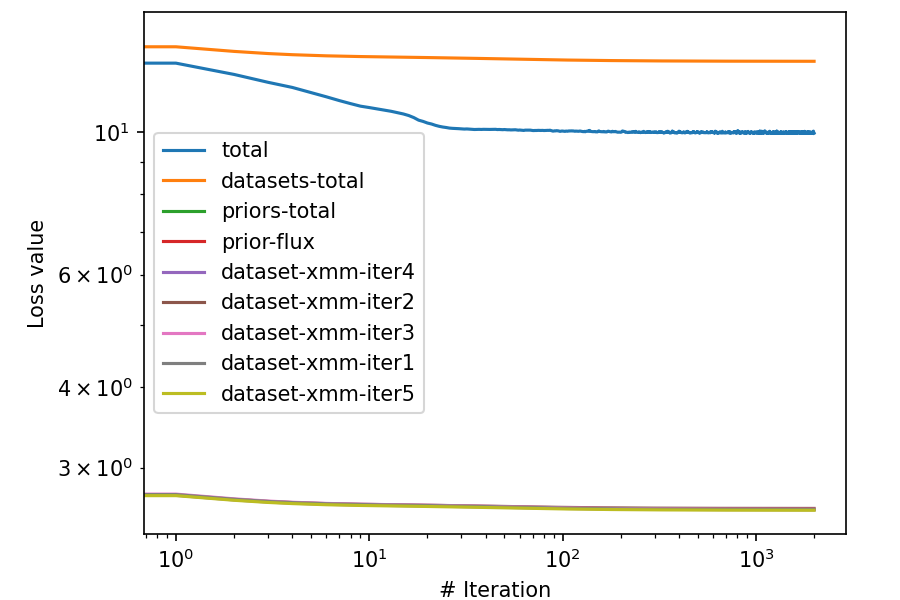 10¹
6 × 10⁰
4 × 10⁰
3 × 10⁰
Loss value
total
datasets-total
priors-total
prior-flux
dataset-xmm-iter4
dataset-xmm-iter2
dataset-xmm-iter3
dataset-xmm-iter1
dataset-xmm-iter5
10⁰ 10¹ 10² 10³
# Iteration